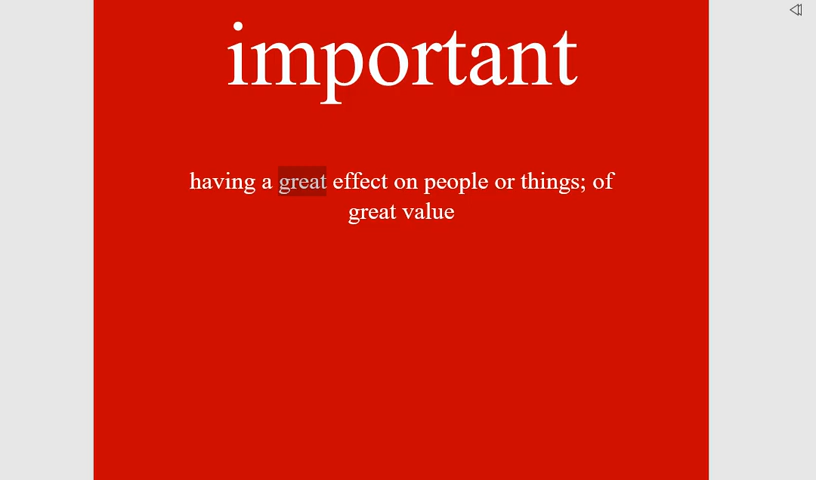 important
having a great effect on people or things; of
great value